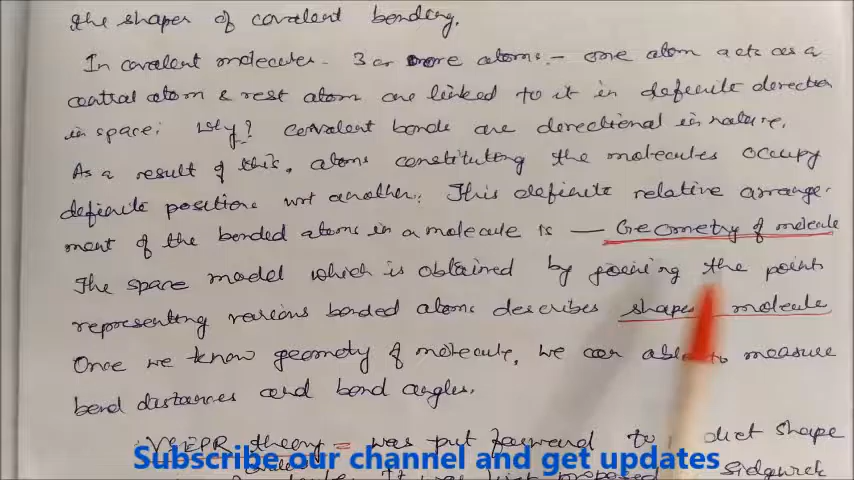 the shapes of covalent bonding.
In covalent molecules - 3 or more atoms - one atom acts as a
central atom & rest atom are linked to it in definite direction
in space; why? covalent bonds are directional in nature.
As a result of this, atoms constituting the molecules occupy
definite positions wrt another. This definite relative arrange-
ment of the bonded atoms in a molecule is — Geometry of molecule
The space model which is obtained by joining the points
representing various bonded atoms describes shape molecule
Once we know geometry of molecule, we can able to measure
bond distances and bond angles.
VSEPR theory = was put forward to shape
Subscribe our channel and get updates
Sidgwick